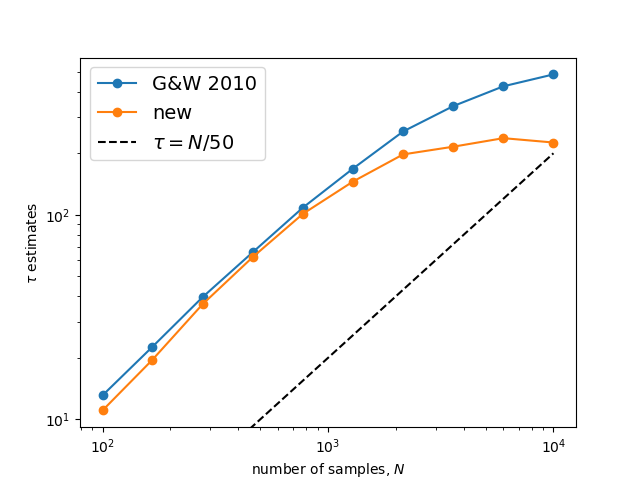 G&W 2010
new
τ = N/50
10²
10¹
τ estimates
10² 10³ 10⁴
number of samples, N